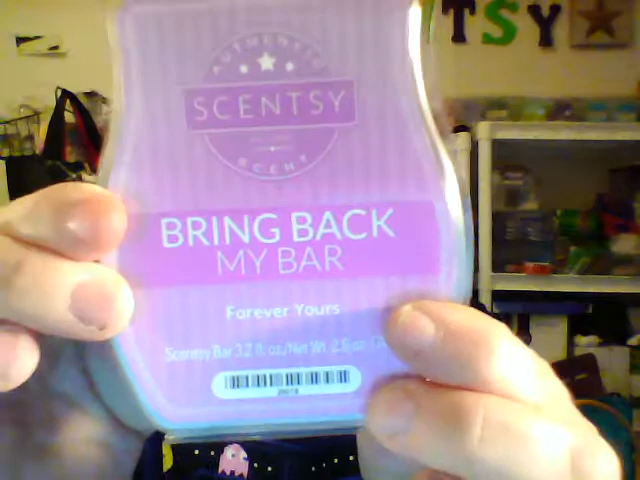 TSY
AUTHENTIC
SCENTSY
SCENT
BRING BACK
MY BAR
Forever Yours
Scentsy Bar 3.2 fl. oz./Net Wt. 2.6 oz.